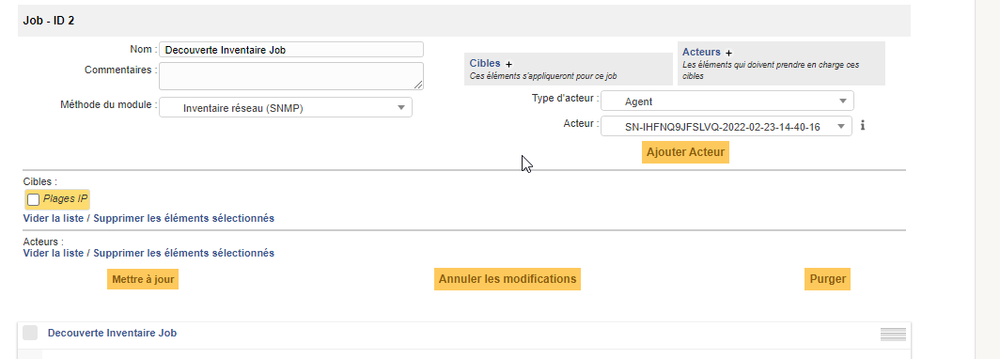 Job - ID 2
Nom : Decouverte Inventaire Job
Commentaires :
Méthode du module : Inventaire réseau (SNMP)
Cibles +
Ces éléments s'appliqueront pour ce job
Acteurs +
Les éléments qui doivent prendre en charge ces
cibles
Type d'acteur : Agent
Acteur : SN-IHFNQ9JFSLVQ-2022-02-23-14-40-16
Ajouter Acteur
Cibles :
Plages IP
Vider la liste / Supprimer les éléments sélectionnés
Acteurs :
Vider la liste / Supprimer les éléments sélectionnés
Mettre à jour
Annuler les modifications
Purger
Decouverte Inventaire Job